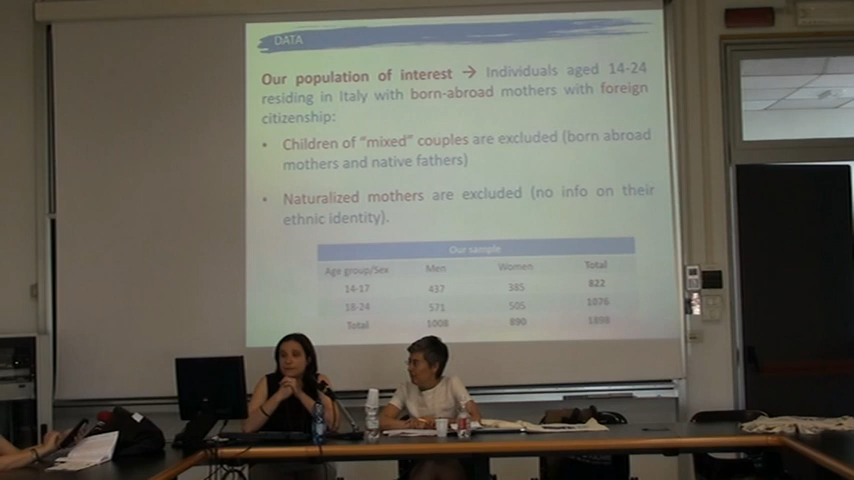 DATA
Our population of interest → Individuals aged 14-24
residing in Italy with born-abroad mothers with foreign
citizenship:
• Children of “mixed” couples are excluded (born abroad
mothers and native fathers)
• Naturalized mothers are excluded (no info on their
ethnic identity).
Our sample
Age group/Sex Men Women Total
14-17 437 385 822
18-24 571 505 1076
Total 1008 890 1898